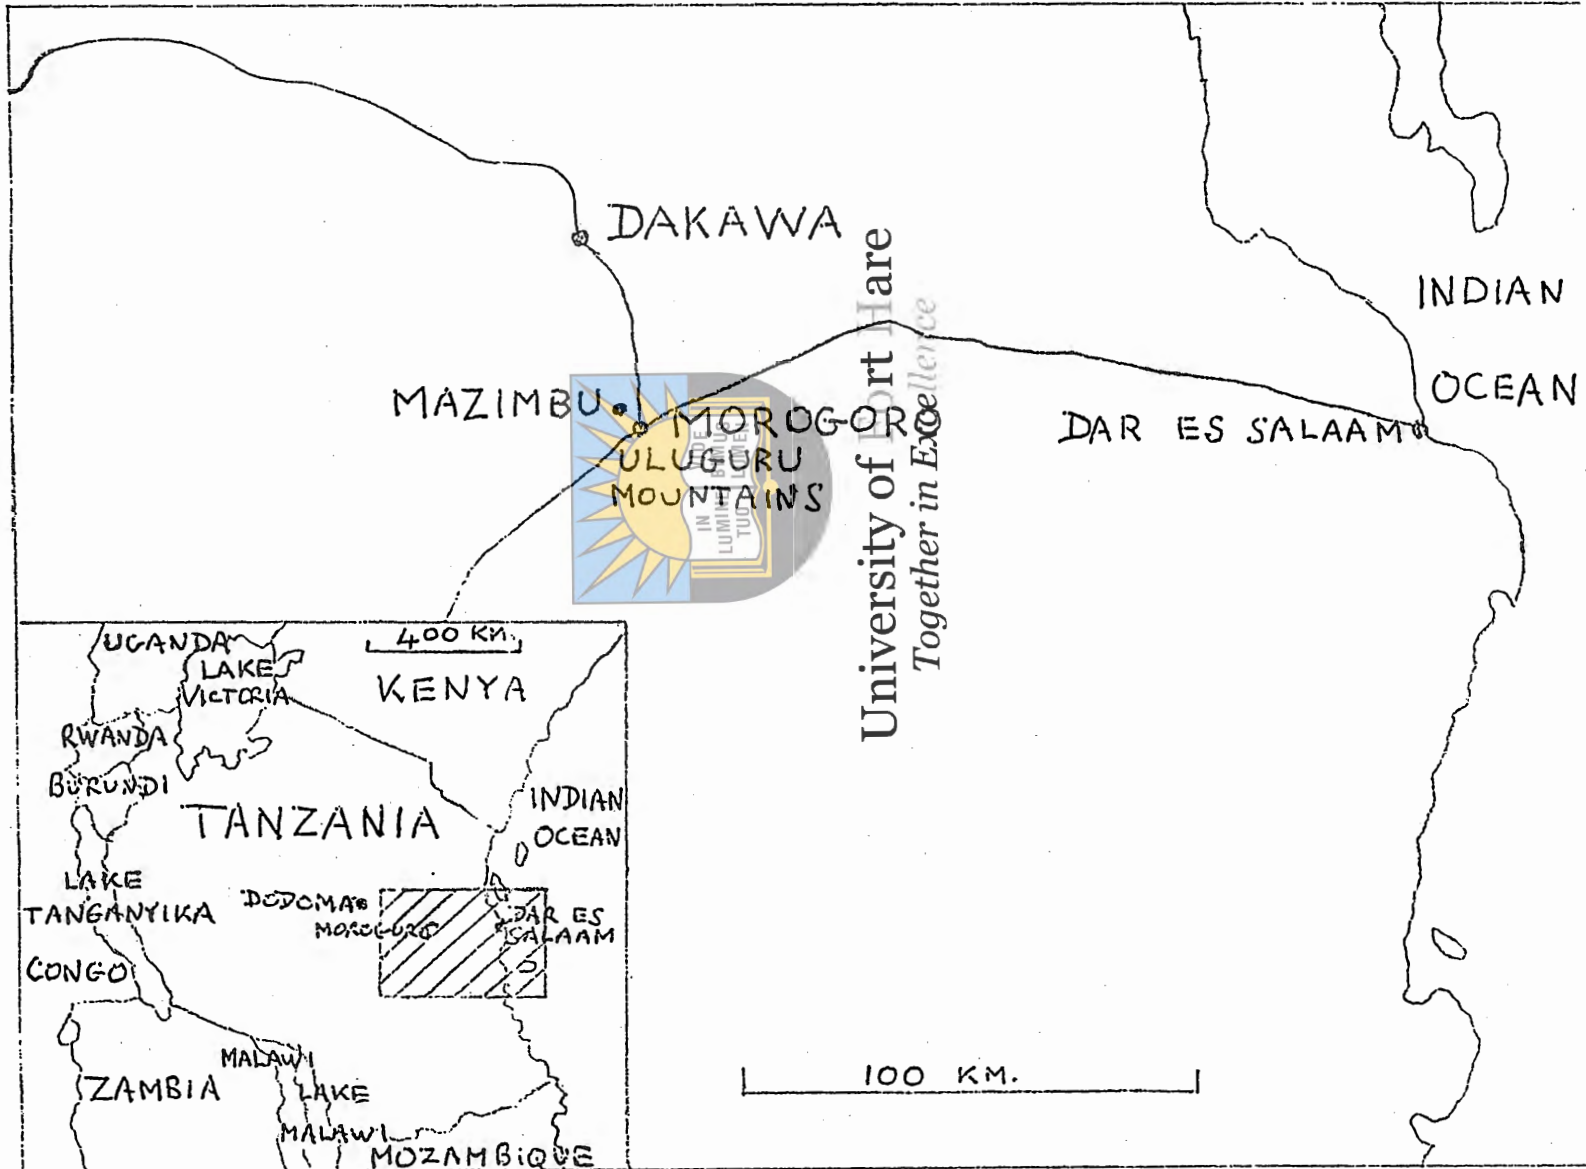 DAKAWA
INDIAN
OCEAN
MAZIMBU
MOROGORO
ULUGURU
MOUNTAINS
DAR ES SALAAM
University of Fort Hare
Together in Excellence
IN
LUMINE
TUO
BIMUS
LUMEN
400 KM.
UGANDA
LAKE
VICTORIA
KENYA
RWANDA
BURUNDI
TANZANIA
INDIAN
OCEAN
LAKE
TANGANYIKA
DODOMA
MOROGORO
DAR ES
SALAAM
CONGO
ZAMBIA
MALAWI
LAKE
MALAWI
MOZAMBIQUE
100 KM.